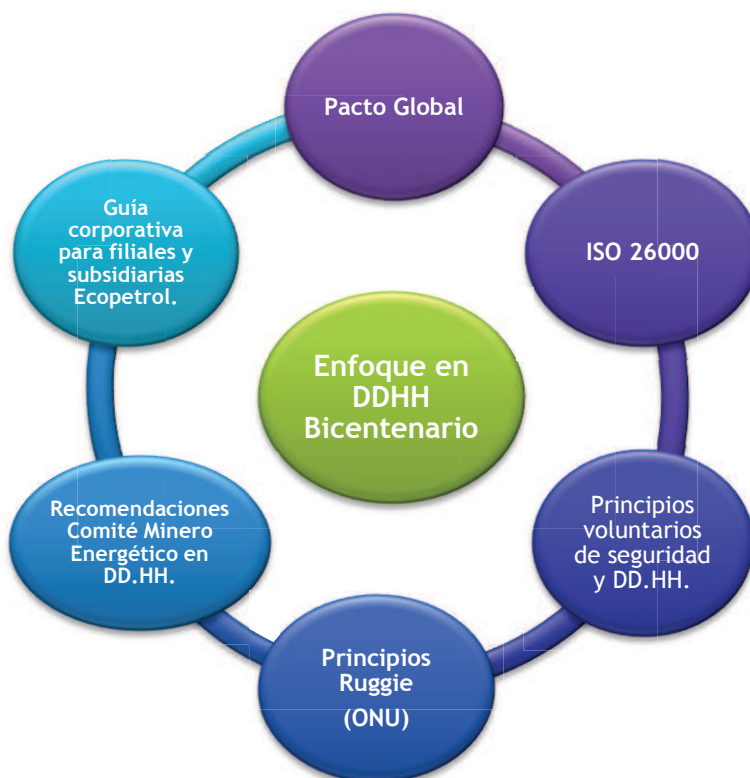 Pacto Global
ISO 26000
Principios
voluntarios
de seguridad
y DD.HH.
Principios
Ruggie
(ONU)
Recomendaciones
Comité Minero
Energético en
DD.HH.
Guía
corporativa
para filiales y
subsidiarias
Ecopetrol.
Enfoque en
DDHH
Bicentenario